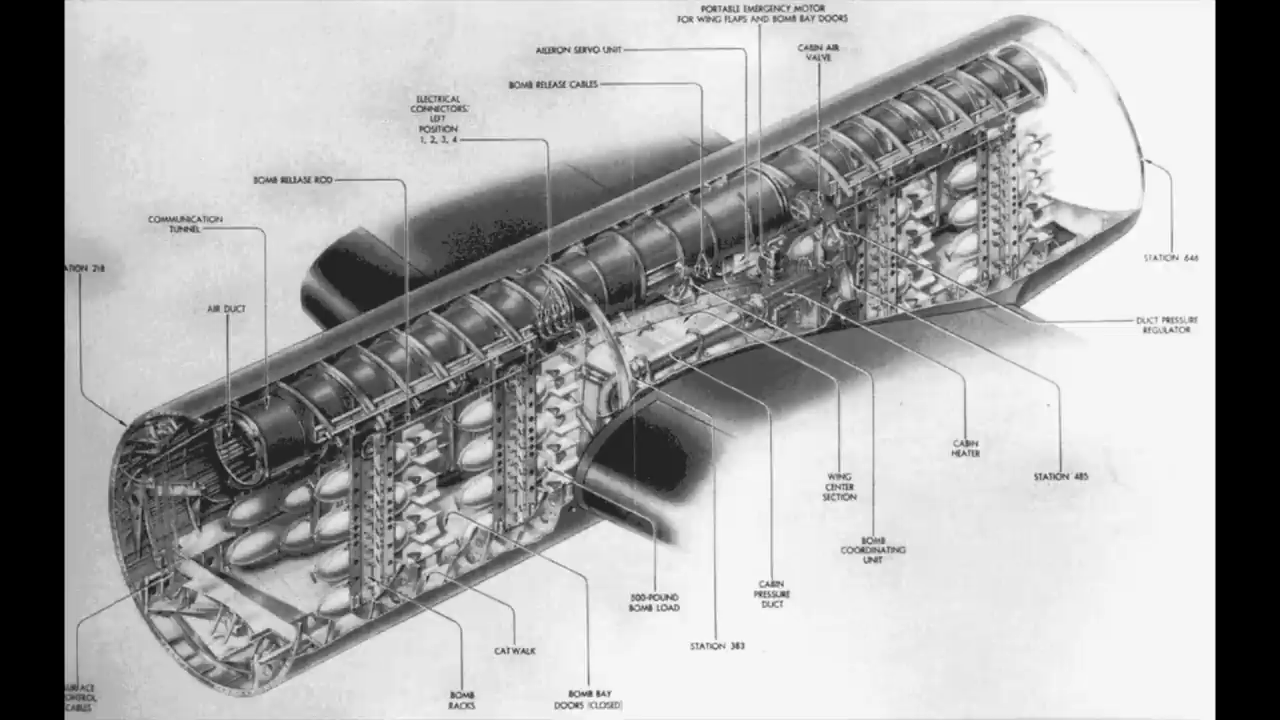 PORTABLE EMERGENCY MOTOR
FOR WING FLAPS AND BOMB BAY DOORS
AILERON SERVO UNIT
CABIN AIR
VALVE
BOMB RELEASE CABLES
ELECTRICAL
CONNECTORS,
LEFT
POSITION
1, 2, 3, 4
BOMB RELEASE ROD
COMMUNICATION
TUNNEL
ATION 218
AIR DUCT
STATION 646
DUCT PRESSURE
REGULATOR
CABIN
HEATER
STATION 485
WING
CENTER
SECTION
BOMB
COORDINATING
UNIT
CABIN
PRESSURE
DUCT
500-POUND
BOMB LOAD
STATION 383
CATWALK
BOMB BAY
DOORS (CLOSED)
BOMB
RACKS
URFACE
ONTROL
CABLES